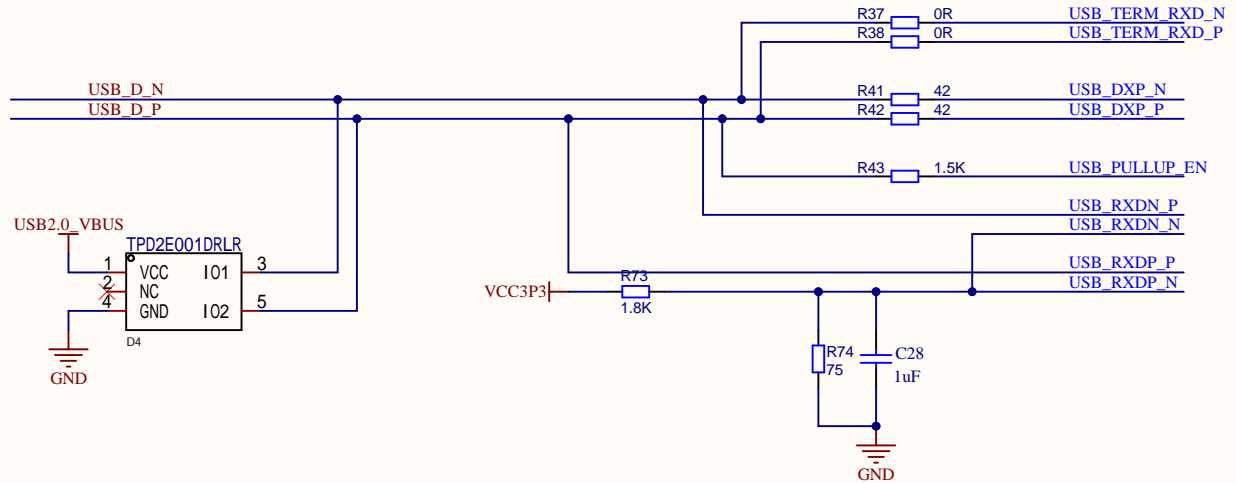 R37 0R USB_TERM_RXD_N
R38 0R USB_TERM_RXD_P
USB_D_N R41 42 USB_DXP_N
USB_D_P R42 42 USB_DXP_P
R43 1.5K USB_PULLUP_EN
USB_RXDN_P
USB2.0_VBUS USB_RXDN_N
TPD2E001DRLR
1 VCC IO1 3 USB_RXDP_P
2 NC VCC3P3 R73 USB_RXDP_N
4 GND IO2 5 1.8K
D4
R74 C28
75 1uF
GND
GND